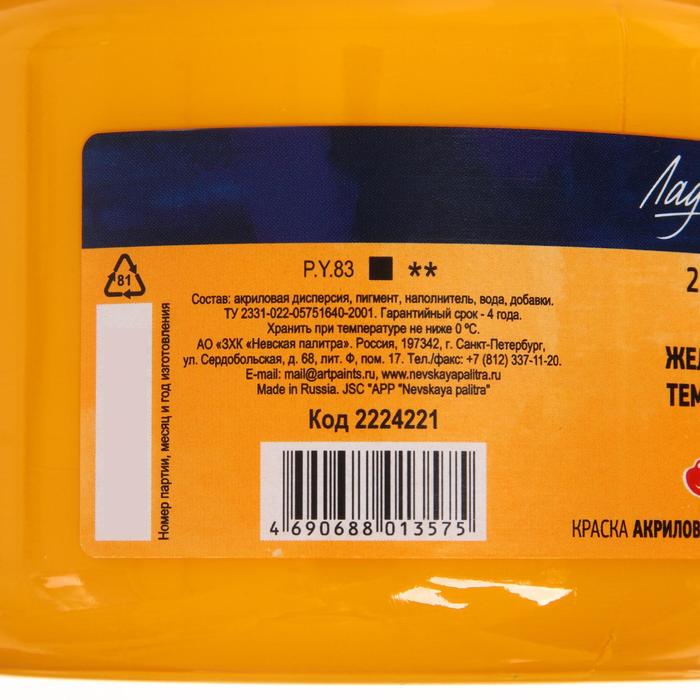 Лад
P.Y.83 ■ **
81
2
Состав: акриловая дисперсия, пигмент, наполнитель, вода, добавки.
ТУ 2331-022-05751640-2001. Гарантийный срок - 4 года.
Хранить при температуре не ниже 0 ºС.
АО «ЗХК «Невская палитра». Россия, 197342, г. Санкт-Петербург,
ул. Сердобольская, д. 68, лит. Ф, пом. 17. Тел./факс: +7 (812) 337-11-20.
E-mail: mail@artpaints.ru, www.nevskayapalitra.ru
Made in Russia. JSC "APP "Nevskaya palitra"
Код 2224221
4 690688 013575
Номер партии, месяц и год изготовления
ЖЕЛ
ТЕМ
КРАСКА АКРИЛОВ